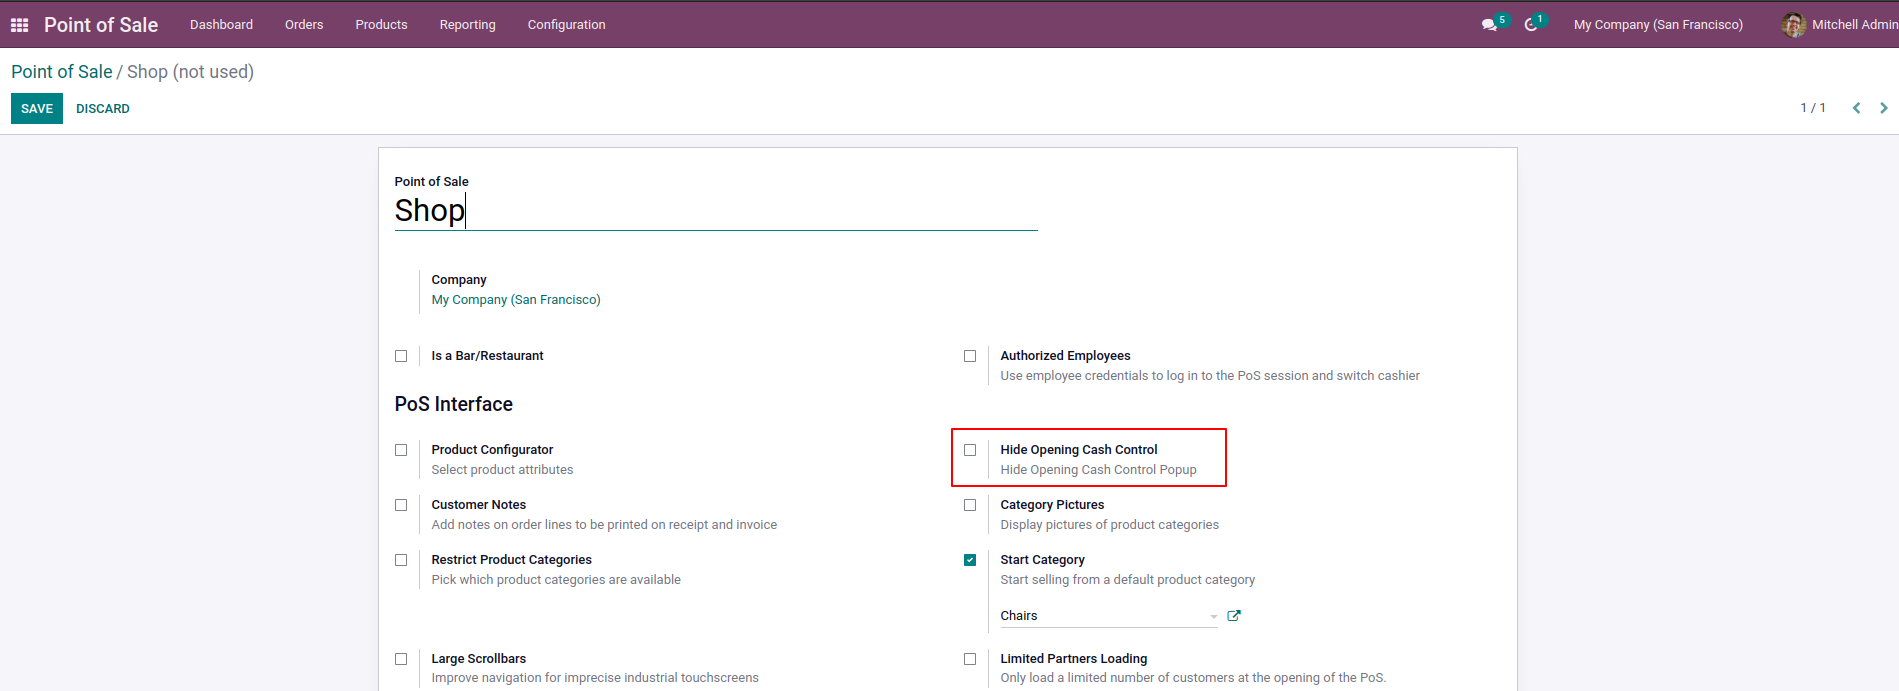 Point of Sale Dashboard Orders Products Reporting Configuration 5 1 My Company (San Francisco) Mitchell Admin
Point of Sale / Shop (not used)
SAVE DISCARD 1 / 1
Point of Sale
Shop
Company
My Company (San Francisco)
Is a Bar/Restaurant
Authorized Employees
Use employee credentials to log in to the PoS session and switch cashier
PoS Interface
Product Configurator
Select product attributes
Hide Opening Cash Control
Hide Opening Cash Control Popup
Customer Notes
Add notes on order lines to be printed on receipt and invoice
Category Pictures
Display pictures of product categories
Restrict Product Categories
Pick which product categories are available
Start Category
Start selling from a default product category
Chairs
Large Scrollbars
Improve navigation for imprecise industrial touchscreens
Limited Partners Loading
Only load a limited number of customers at the opening of the PoS.